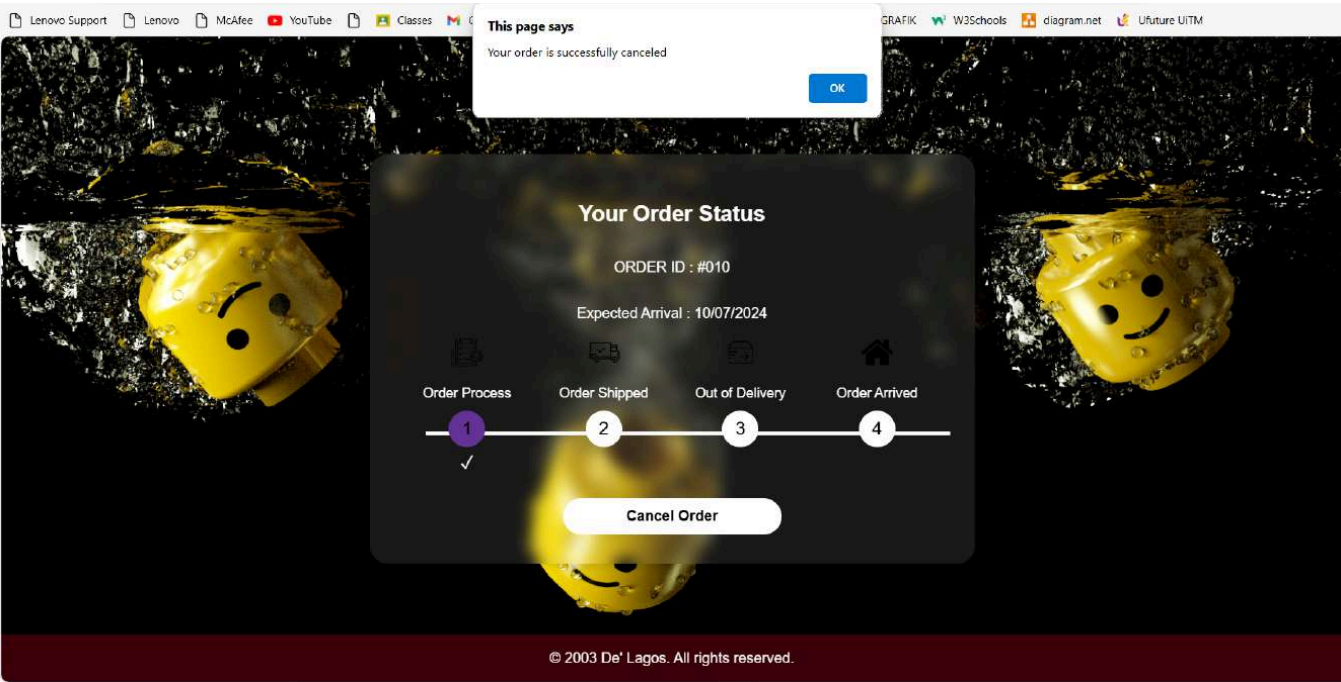 Lenovo Support Lenovo McAfee YouTube Classes GRAFIK W3Schools diagram.net Ufuture UiTM
This page says
Your order is successfully canceled
OK
Your Order Status
ORDER ID : #010
Expected Arrival : 10/07/2024
Order Process Order Shipped Out of Delivery Order Arrived
1 2 3 4
Cancel Order
© 2003 De' Lagos. All rights reserved.